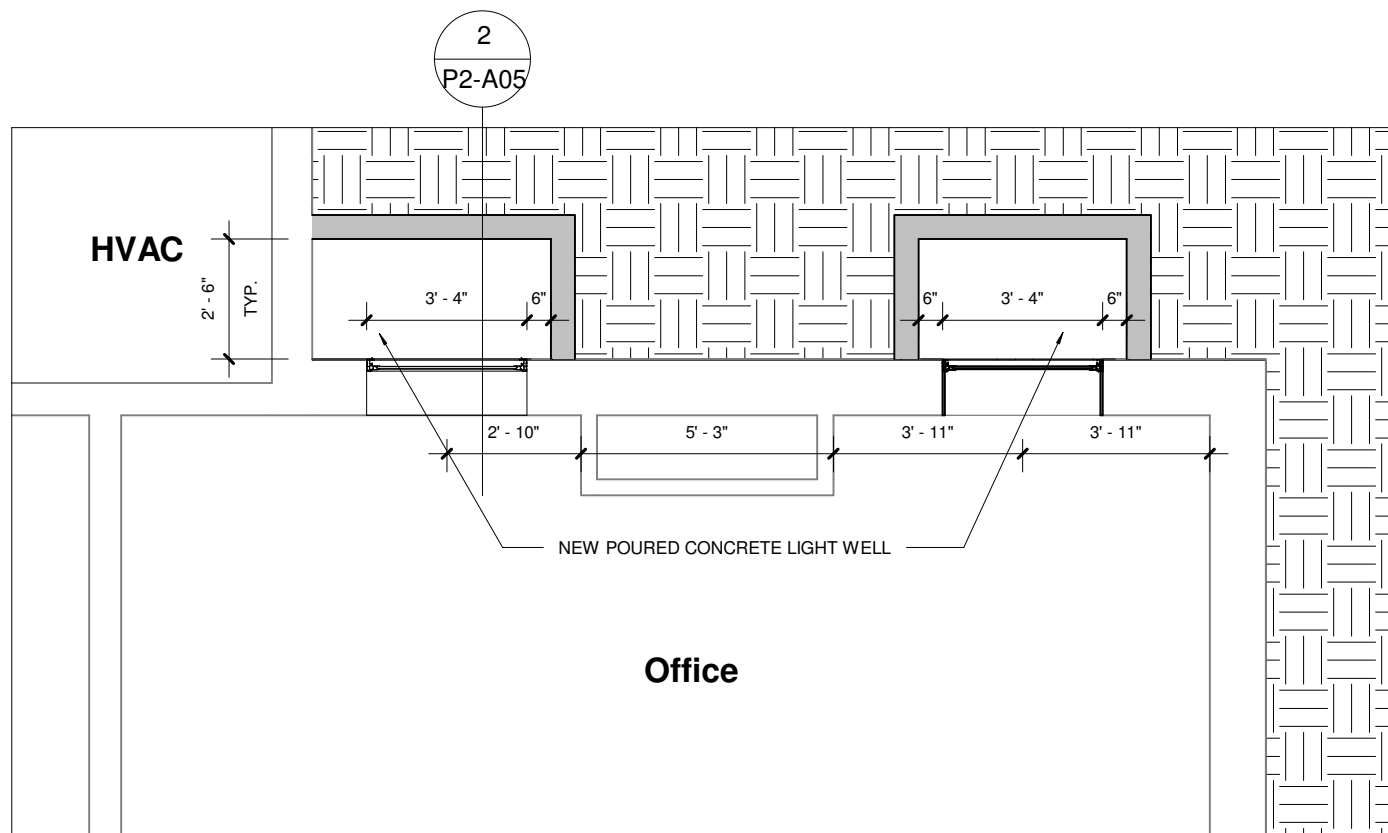 2
P2-A05
HVAC
2' - 6"
TYP.
3' - 4"
6"
6"
3' - 4"
6"
2' - 10"
5' - 3"
3' - 11"
3' - 11"
NEW POURED CONCRETE LIGHT WELL
Office